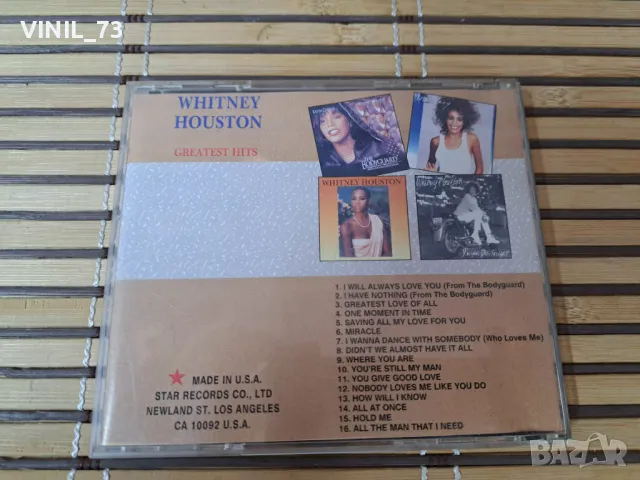 VINIL_73
WHITNEY
HOUSTON
GREATEST HITS
BODYGUARD
WHITNEY HOUSTON
1. I WILL ALWAYS LOVE YOU (From The Bodyguard)
2. I HAVE NOTHING (From The Bodyguard)
3. GREATEST LOVE OF ALL
4. ONE MOMENT IN TIME
5. SAVING ALL MY LOVE FOR YOU
6. MIRACLE
7. I WANNA DANCE WITH SOMEBODY (Who Loves Me)
8. DIDN'T WE ALMOST HAVE IT ALL
9. WHERE YOU ARE
10. YOU'RE STILL MY MAN
11. YOU GIVE GOOD LOVE
12. NOBODY LOVES ME LIKE YOU DO
13. HOW WILL I KNOW
14. ALL AT ONCE
15. HOLD ME
16. ALL THE MAN THAT I NEED
MADE IN U.S.A.
STAR RECORDS CO., LTD
NEWLAND ST. LOS ANGELES
CA 10092 U.S.A.
bazar